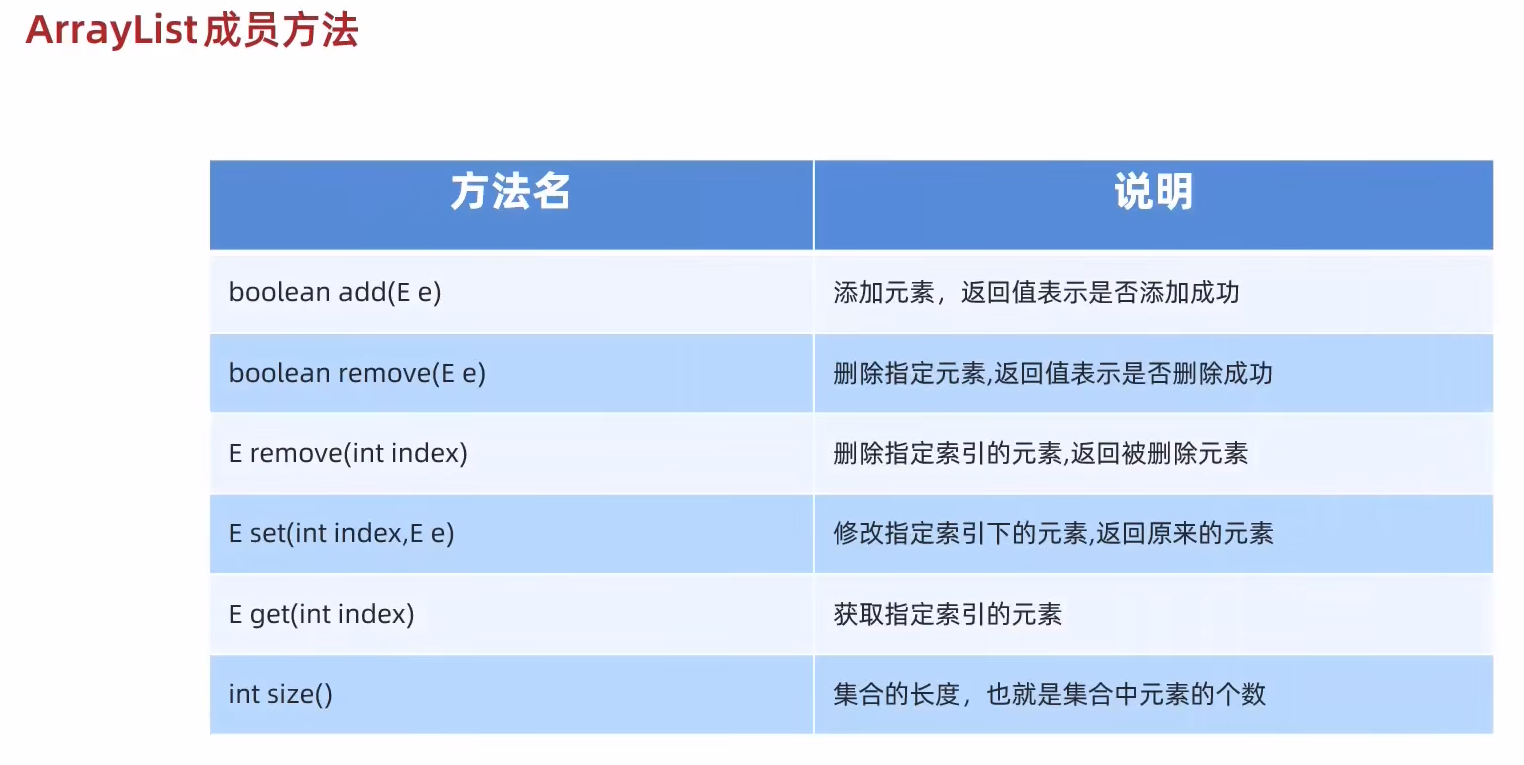 ArrayList成员方法
方法名 说明
boolean add(E e) 添加元素，返回值表示是否添加成功
boolean remove(E e) 删除指定元素,返回值表示是否删除成功
E remove(int index) 删除指定索引的元素,返回被删除元素
E set(int index,E e) 修改指定索引下的元素,返回原来的元素
E get(int index) 获取指定索引的元素
int size() 集合的长度，也就是集合中元素的个数